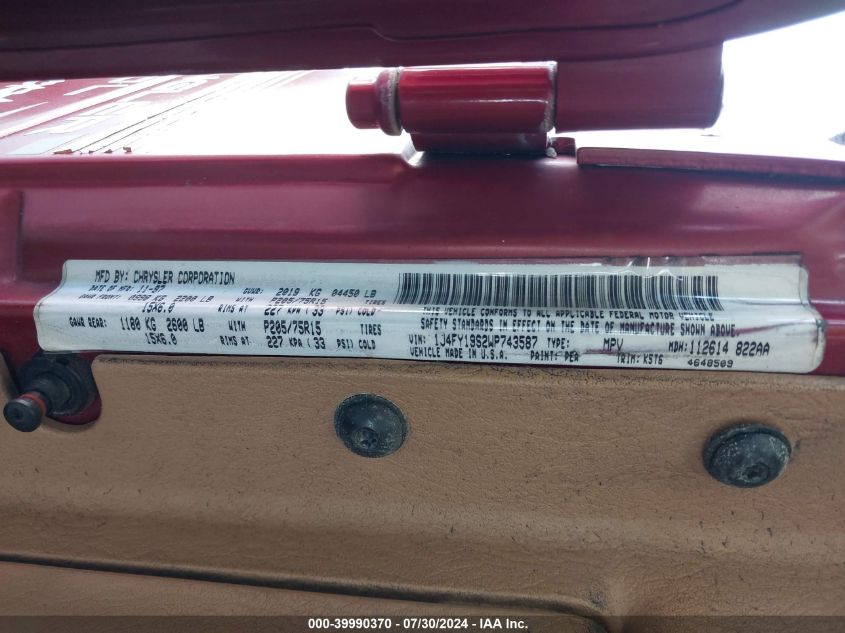 MFD BY: CHRYSLER CORPORATION
DATE OF MFD: 11-97 GVWR: 2019 KG 04450 LB
GAWR FRONT: 0998 KG 2200 LB WITH P205/75R15 TIRES
15X6.0 RIMS AT 227 KPA ( 33 PSI) COLD
GAWR REAR: 1180 KG 2600 LB WITH P205/75R15 TIRES
15X6.0 RIMS AT 227 KPA ( 33 PSI) COLD
THIS VEHICLE CONFORMS TO ALL APPLICABLE FEDERAL MOTOR VEHICLE
SAFETY STANDARDS IN EFFECT ON THE DATE OF MANUFACTURE SHOWN ABOVE.
VIN: 1J4FY19S2WP743587 TYPE: MPV MDH: 112614 822AA
VEHICLE MADE IN U.S.A. PAINT: PEA TRIM: K5TG 4648509
000-39990370 - 07/30/2024 - IAA Inc.